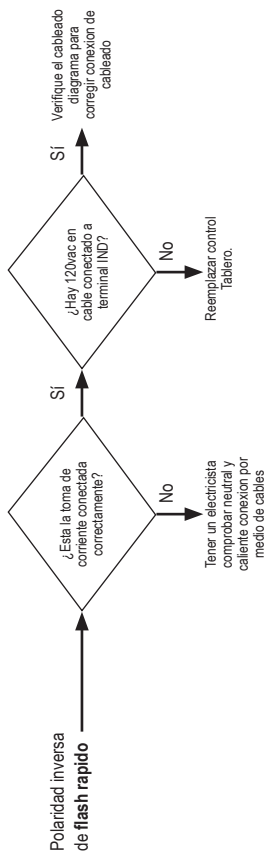 Polaridad inversa
de flash rapido
¿Esta la toma de
corriente conectada
correctamente?
No
Tener un electricista
comprobar neutral y
caliente conexion por
medio de cables
Sí
¿Hay 120vac en
cable conectado a
terminal IND?
No
Reemplazar control
Tablero.
Sí
Verifique el cableado
diagrama para
corregir conexion de
cableado